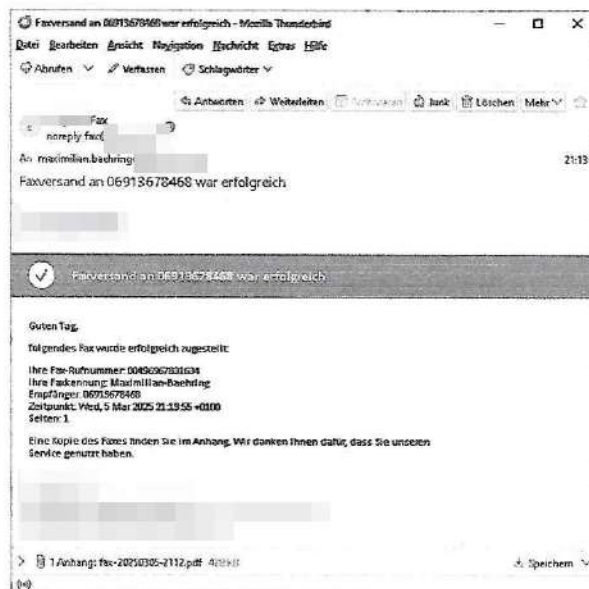 Faxversand an 06913678468 war erfolgreich - Mozilla Thunderbird
Datei Bearbeiten Ansicht Navigation Nachricht Extras Hilfe
Abrufen Verfassen Schlagwörter
Antworten Weiterleiten Archivieren Junk Löschen Mehr
Fax
noreply fax
An maximilian.baehring
21:13
Faxversand an 06913678468 war erfolgreich
Faxversand an 06913678468 war erfolgreich
Guten Tag,
folgendes Fax wurde erfolgreich zugestellt:
Ihre Fax-Rufnummer:
Ihre Faxkennung: Maximilian-Baehring
Empfänger: 06913678468
Zeitpunkt: Wed, 5 Mar 2025 +0100
Seiten: 1
Eine Kopie des Faxes finden Sie im Anhang. Wir danken Ihnen dafür, dass Sie unseren
Service genutzt haben.
1 Anhang: fax-20250305-2112.pdf
Speichern